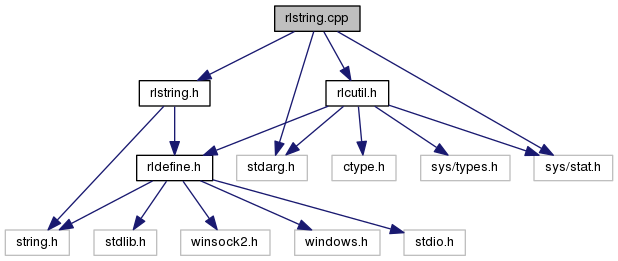 rlstring.cpp
rlstring.h
rlcutil.h
rldefine.h
stdarg.h
ctype.h
sys/types.h
sys/stat.h
string.h
stdlib.h
winsock2.h
windows.h
stdio.h